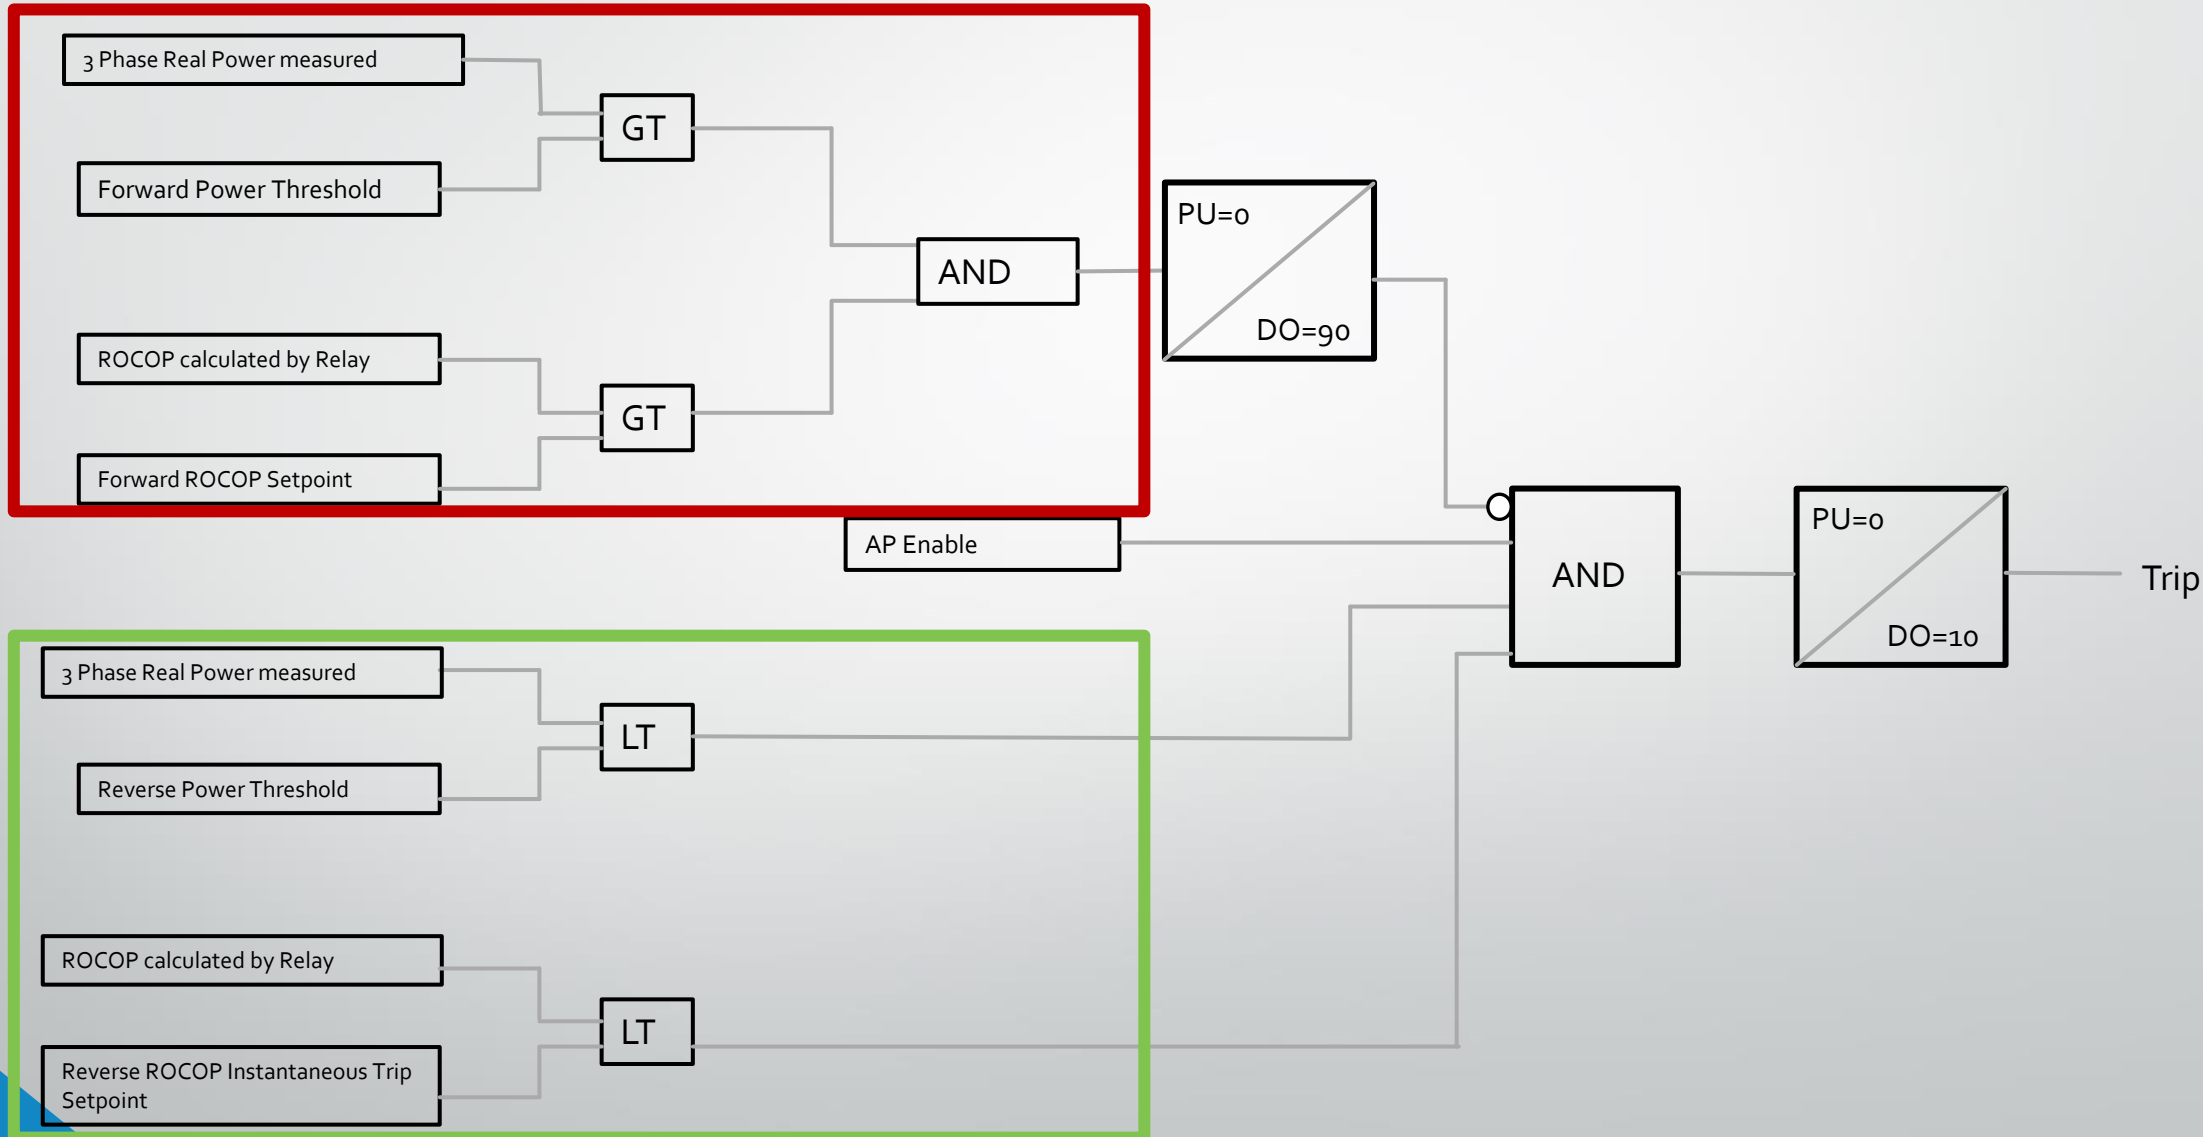 3 Phase Real Power measured
GT
Forward Power Threshold
PU=0
DO=90
AND
ROCOP calculated by Relay
GT
Forward ROCOP Setpoint
AP Enable
AND
PU=0
DO=10
Trip
3 Phase Real Power measured
LT
Reverse Power Threshold
ROCOP calculated by Relay
LT
Reverse ROCOP Instantaneous Trip
Setpoint